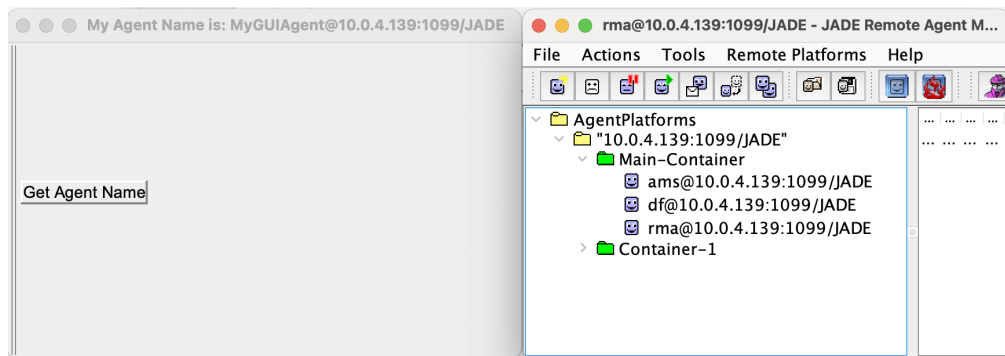 My Agent Name is: MyGUIAgent@10.0.4.139:1099/JADE
Get Agent Name
rma@10.0.4.139:1099/JADE - JADE Remote Agent M...
File Actions Tools Remote Platforms Help
AgentPlatforms
"10.0.4.139:1099/JADE"
Main-Container
ams@10.0.4.139:1099/JADE
df@10.0.4.139:1099/JADE
rma@10.0.4.139:1099/JADE
Container-1
... ... ... ...
... ... ... ...